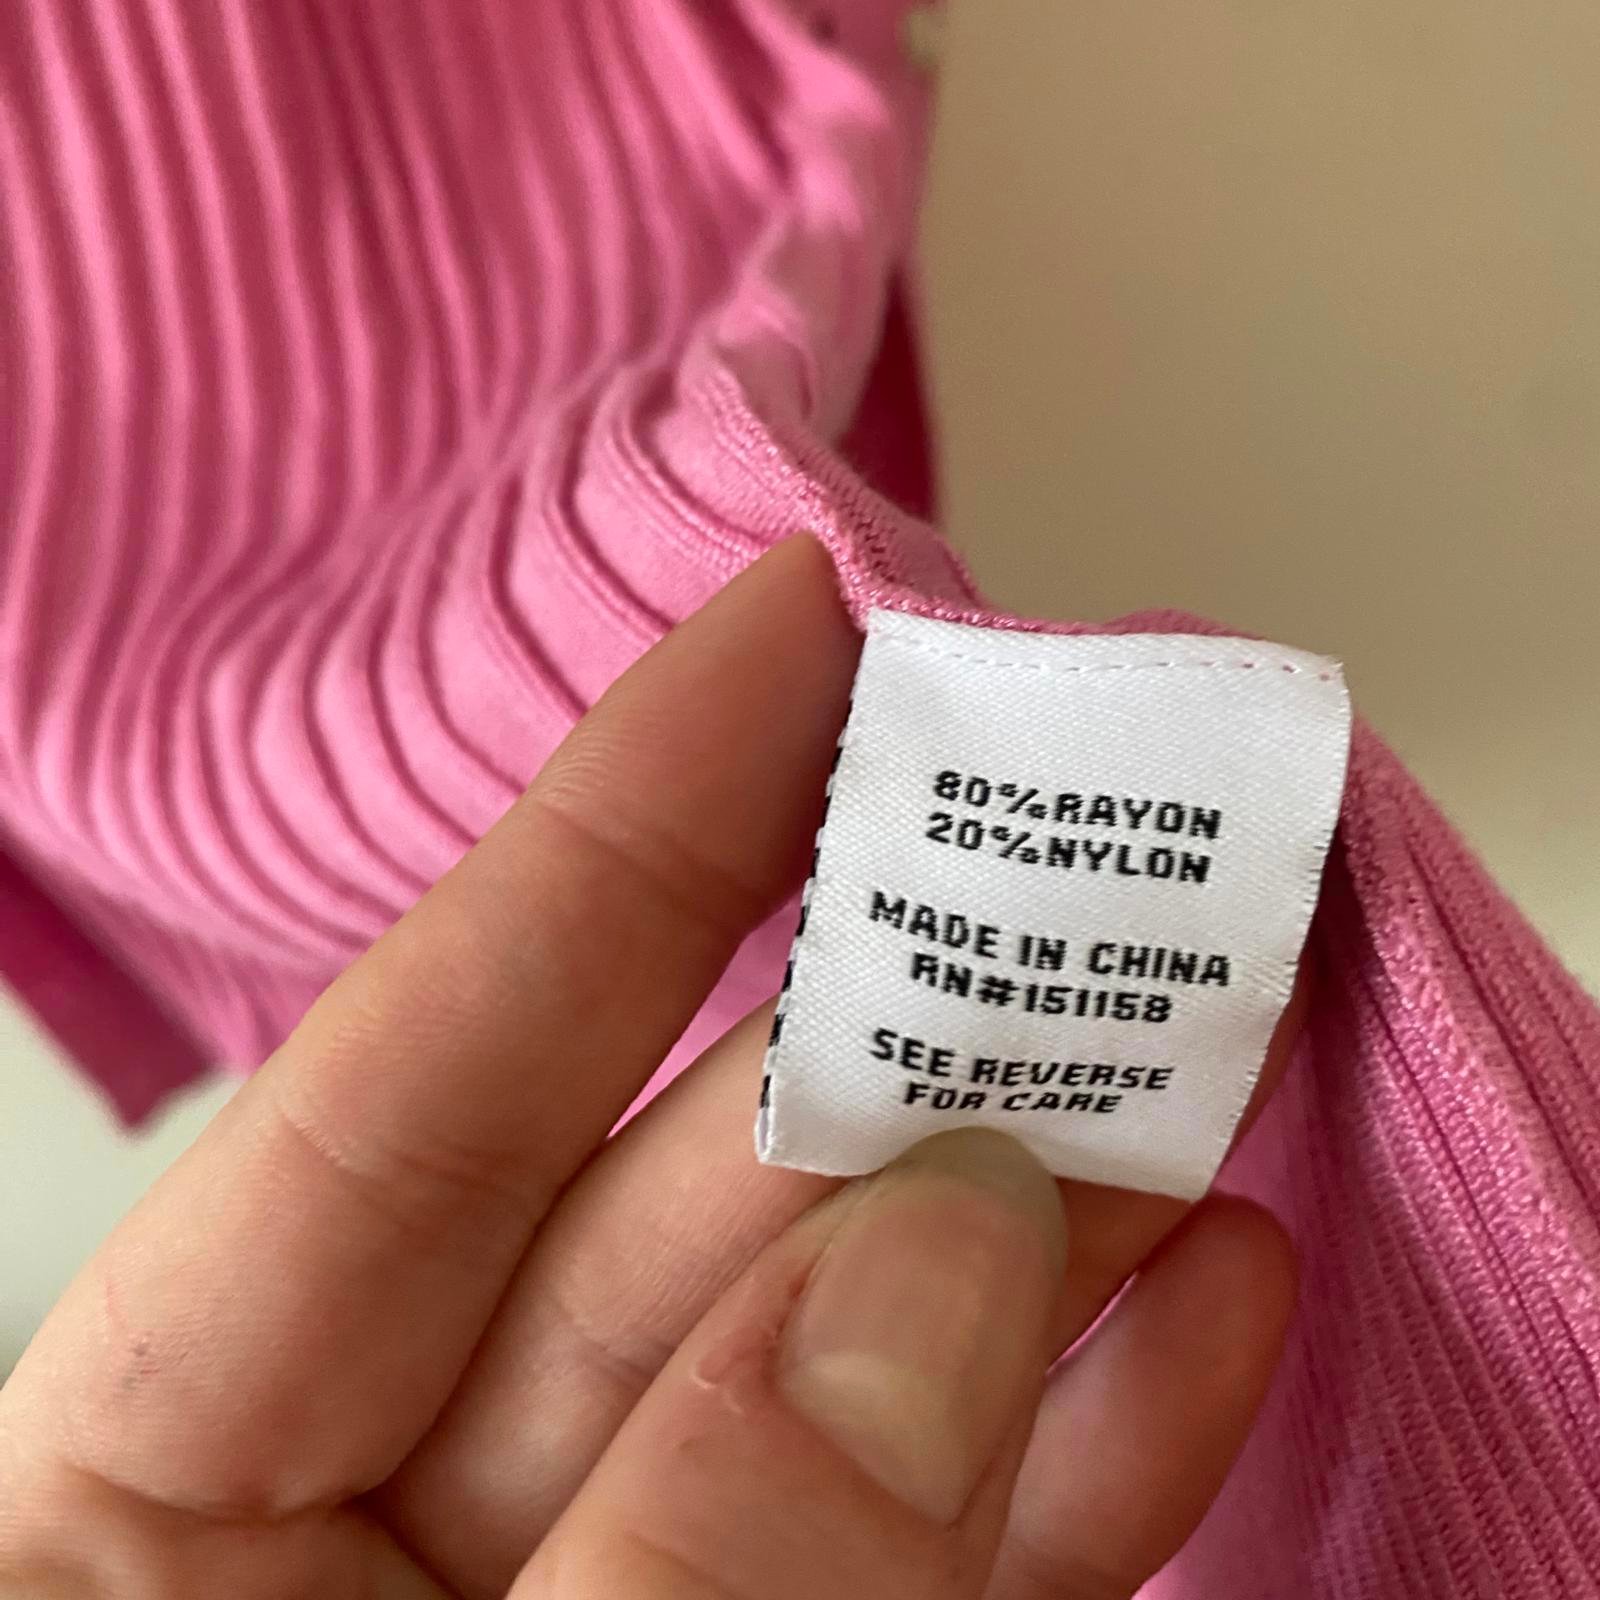 80%RAYON
20%NYLON
MADE IN CHINA
RN#151158
SEE REVERSE
FOR CARE